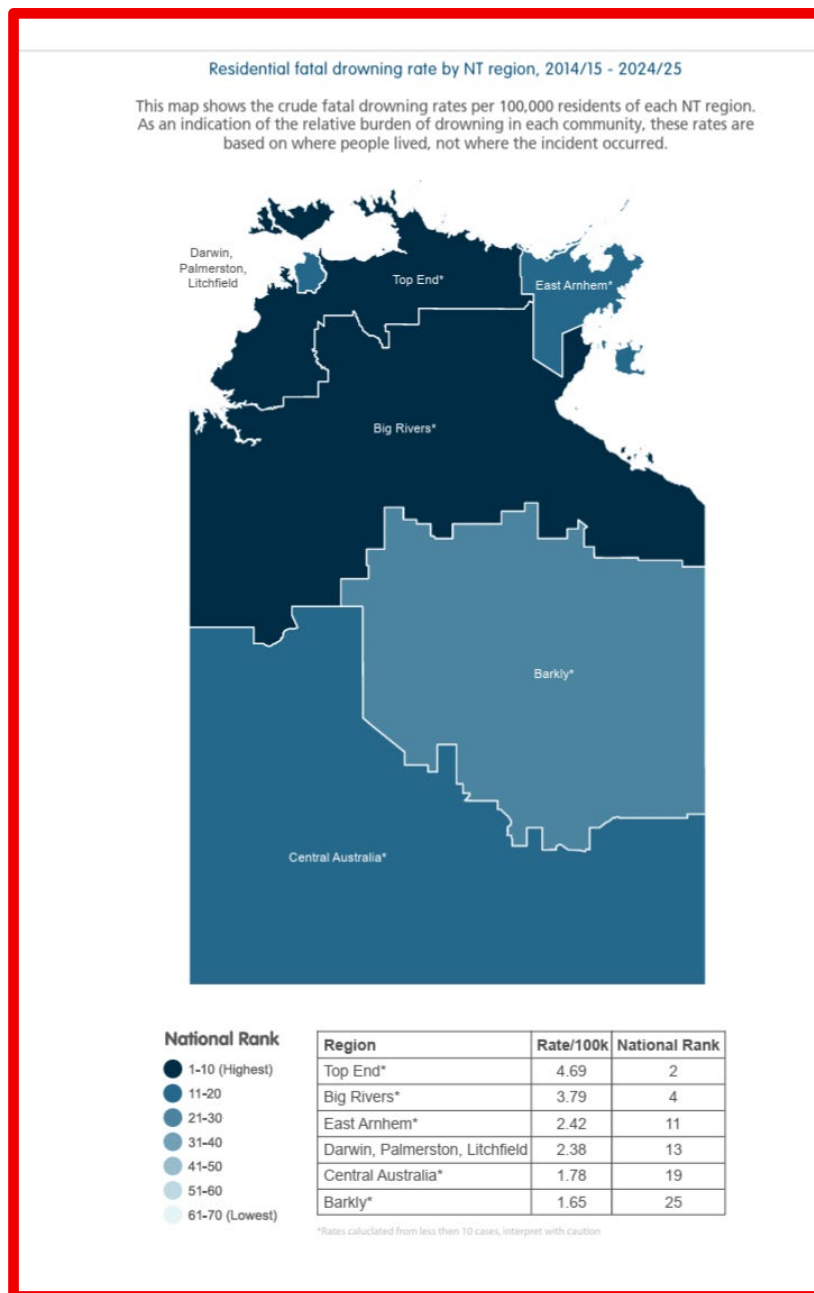 Residential fatal drowning rate by NT region, 2014/15 - 2024/25
This map shows the crude fatal drowning rates per 100,000 residents of each NT region.
As an indication of the relative burden of drowning in each community, these rates are
based on where people lived, not where the incident occurred.
Darwin,
Palmerston,
Litchfield
Top End*
East Arnhem*
Big Rivers*
Barkly*
Central Australia*
National Rank
1-10 (Highest)
11-20
21-30
31-40
41-50
51-60
61-70 (Lowest)
Region Rate/100k National Rank
Top End* 4.69 2
Big Rivers* 3.79 4
East Arnhem* 2.42 11
Darwin, Palmerston, Litchfield 2.38 13
Central Australia* 1.78 19
Barkly* 1.65 25
*Rates caluclated from less then 10 cases, interpret with caution